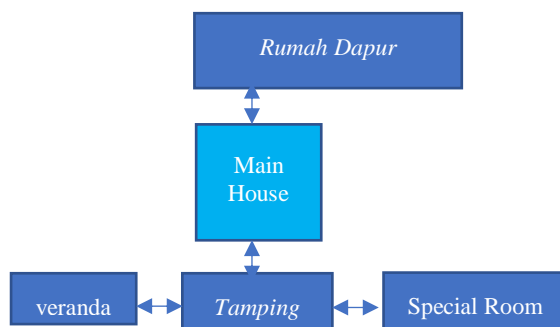 Rumah Dapur
Main
House
veranda
Tamping
Special Room